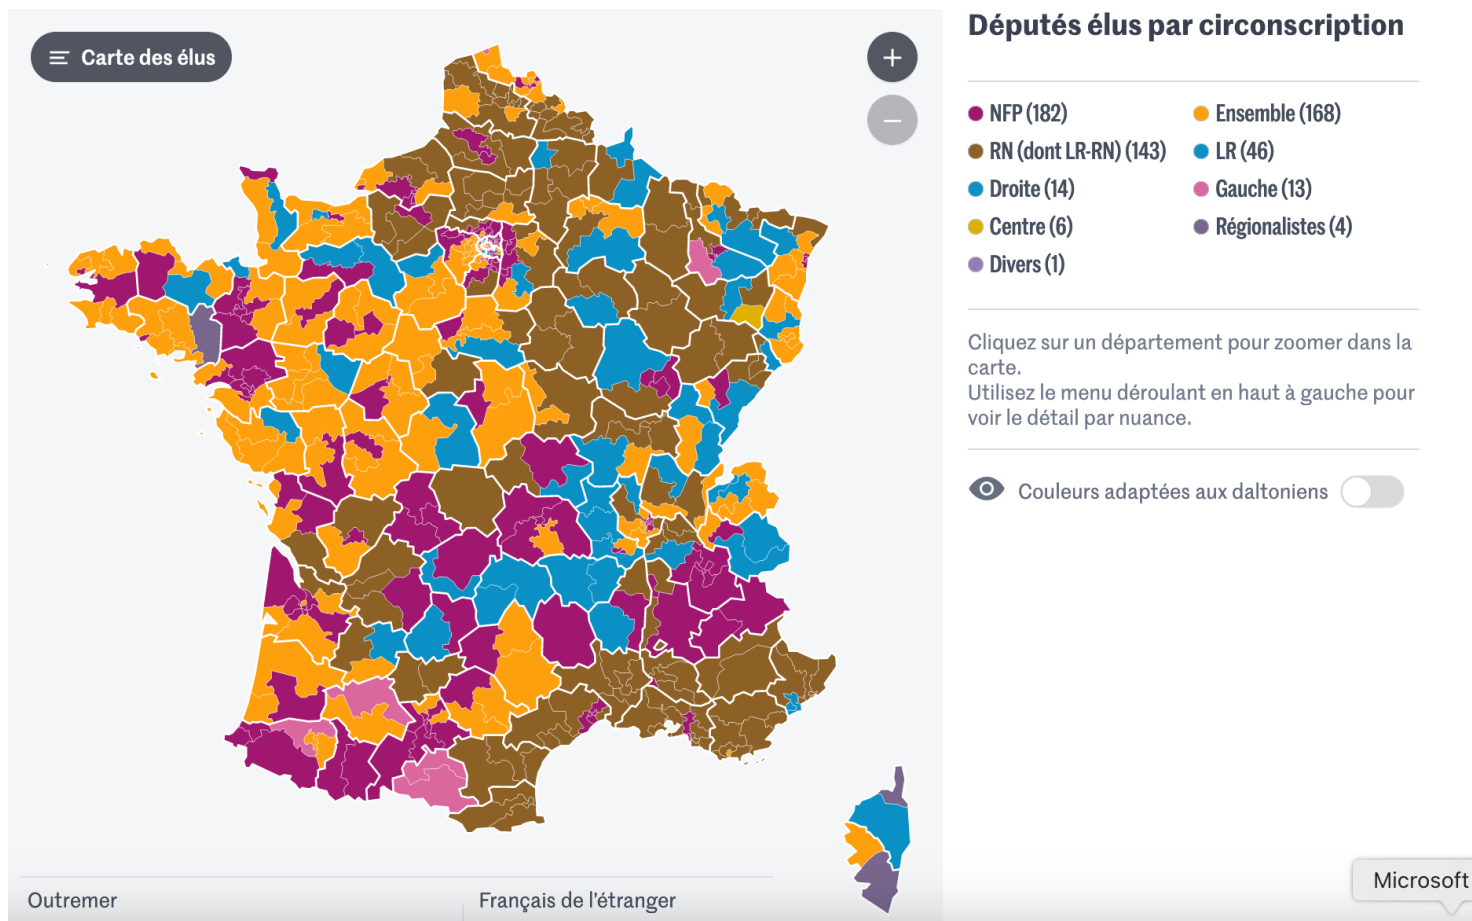 Carte des élus
+
−
Députés élus par circonscription
NFP (182)
Ensemble (168)
RN (dont LR-RN) (143)
LR (46)
Droite (14)
Gauche (13)
Centre (6)
Régionalistes (4)
Divers (1)
Cliquez sur un département pour zoomer dans la
carte.
Utilisez le menu déroulant en haut à gauche pour
voir le détail par nuance.
Couleurs adaptées aux daltoniens
Outremer
Français de l'étranger
Microsoft